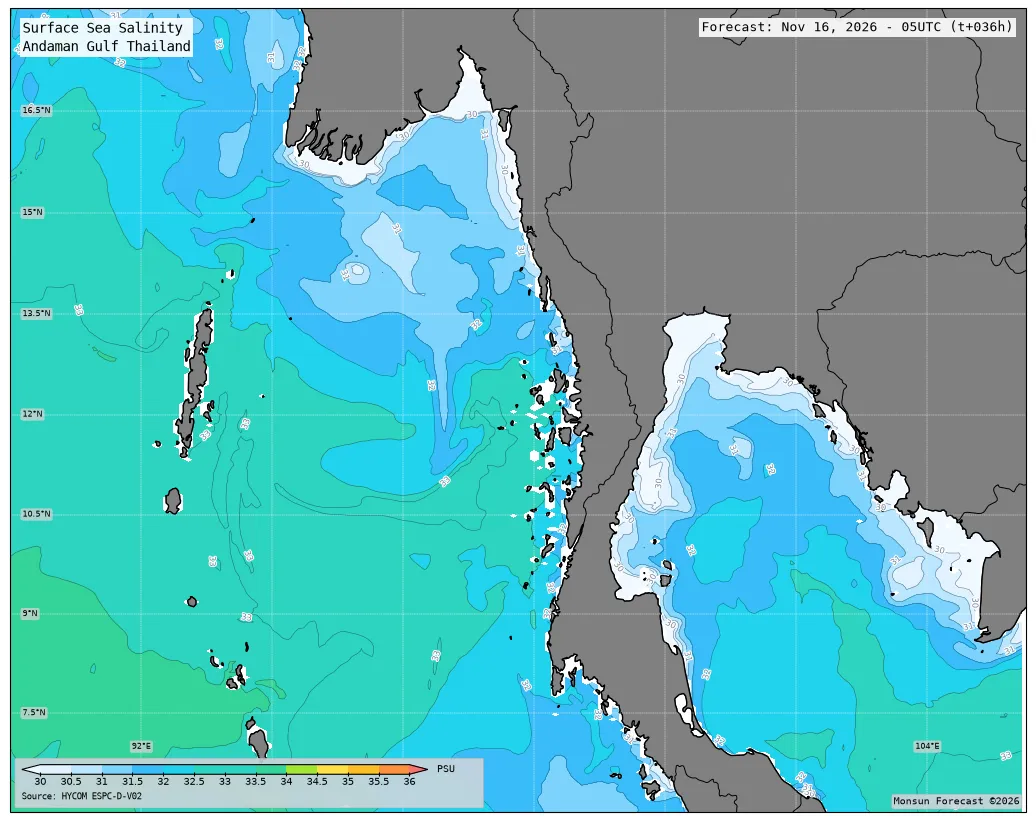 Surface Sea Salinity
Andaman Gulf Thailand
Forecast: Nov 16, 2026 - 05UTC (t+036h)
16.5°N
15°N
13.5°N
12°N
10.5°N
9°N
7.5°N
92°E
104°E
PSU
30 30.5 31 31.5 32 32.5 33 33.5 34 34.5 35 35.5 36
Source: HYCOM ESPC-D-V02
Monsun Forecast ©2026